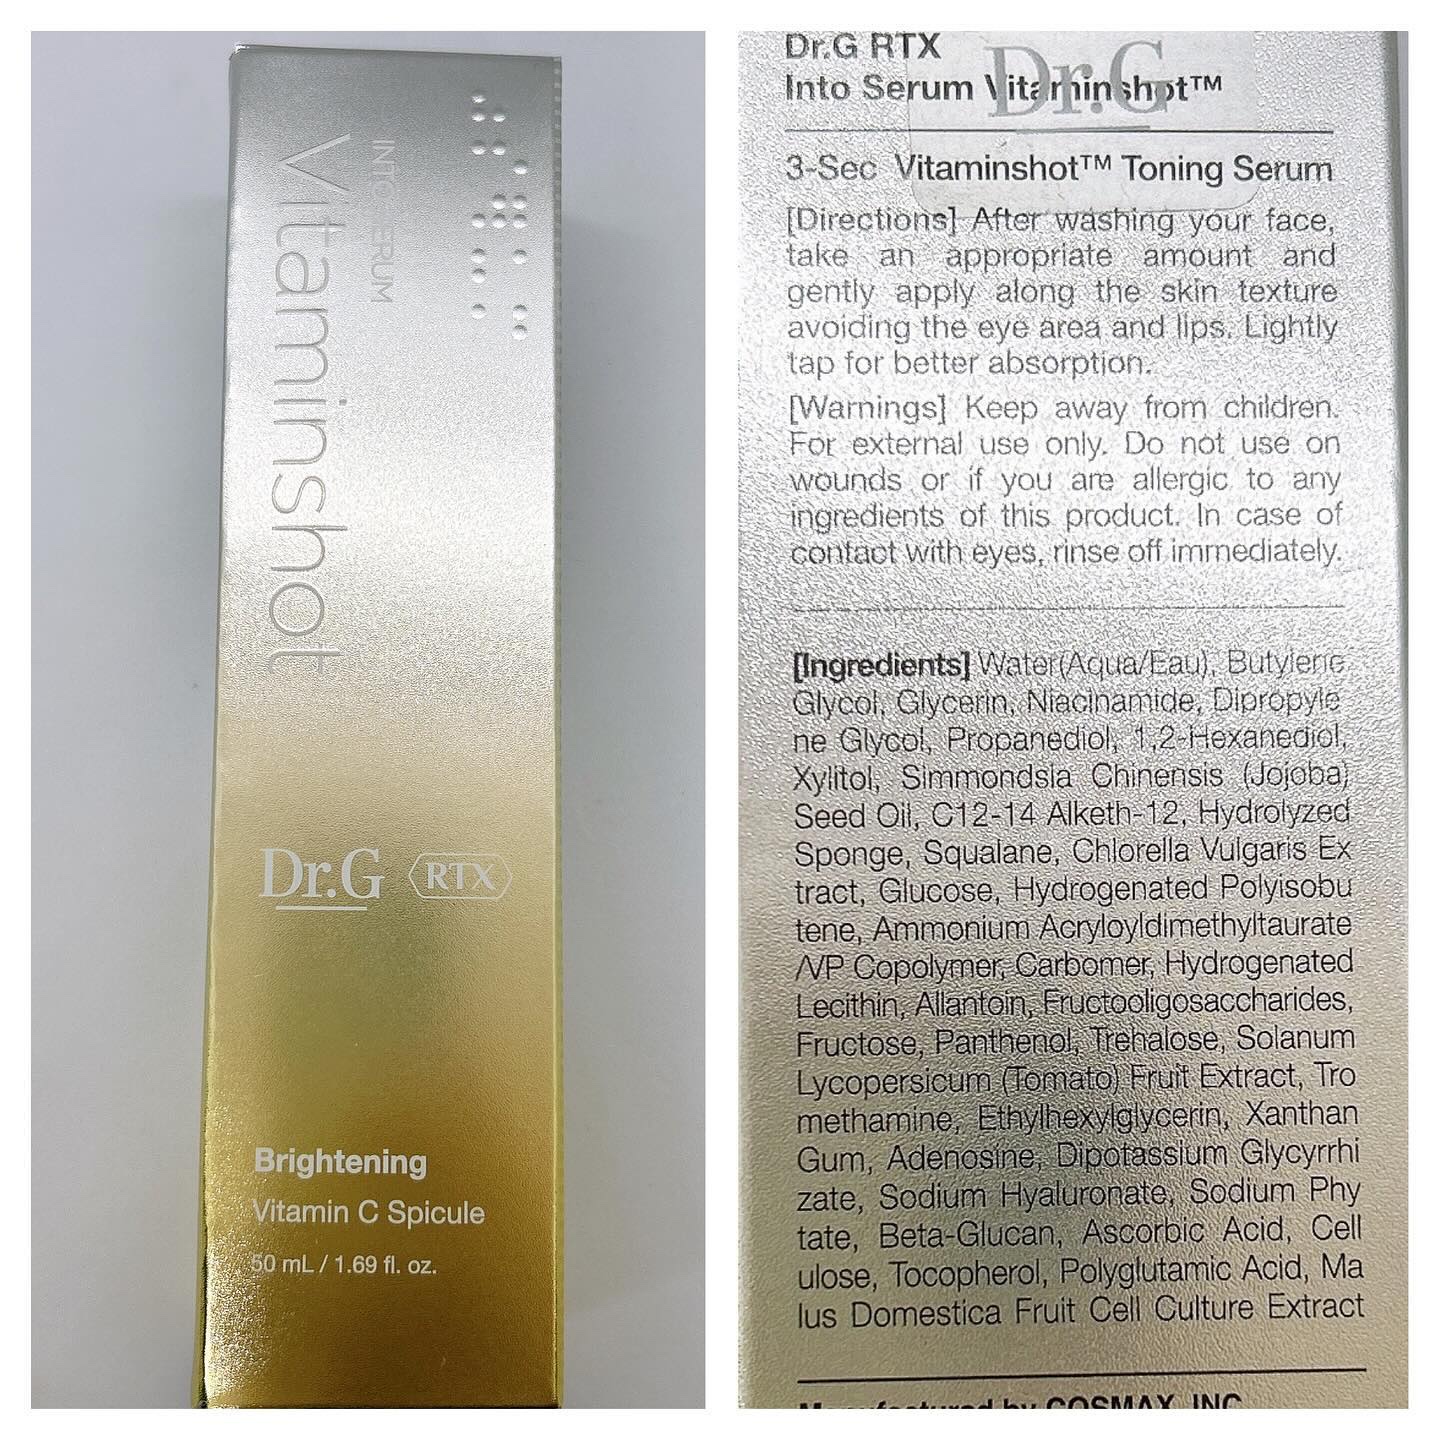 INTO SERUM
Vitaminshot
Dr.G RTX
Brightening
Vitamin C Spicule
50 mL / 1.69 fl. oz.
Dr.G RTX
Into Serum Vitaminshot™
Dr.G
3-Sec Vitaminshot™ Toning Serum
[Directions] After washing your face,
take an appropriate amount and
gently apply along the skin texture
avoiding the eye area and lips. Lightly
tap for better absorption.
[Warnings] Keep away from children.
For external use only. Do not use on
wounds or if you are allergic to any
ingredients of this product. In case of
contact with eyes, rinse off immediately.
[Ingredients] Water(Aqua/Eau), Butylene
Glycol, Glycerin, Niacinamide, Dipropyle
ne Glycol, Propanediol, 1,2-Hexanediol,
Xylitol, Simmondsia Chinensis (Jojoba)
Seed Oil, C12-14 Alketh-12, Hydrolyzed
Sponge, Squalane, Chlorella Vulgaris Ex
tract, Glucose, Hydrogenated Polyisobu
tene, Ammonium Acryloyldimethyltaurate
/VP Copolymer, Carbomer, Hydrogenated
Lecithin, Allantoin, Fructooligosaccharides,
Fructose, Panthenol, Trehalose, Solanum
Lycopersicum (Tomato) Fruit Extract, Tro
methamine, Ethylhexylglycerin, Xanthan
Gum, Adenosine, Dipotassium Glycyrrhi
zate, Sodium Hyaluronate, Sodium Phy
tate, Beta-Glucan, Ascorbic Acid, Cell
ulose, Tocopherol, Polyglutamic Acid, Ma
lus Domestica Fruit Cell Culture Extract
Manufactured by COSMAX, INC.